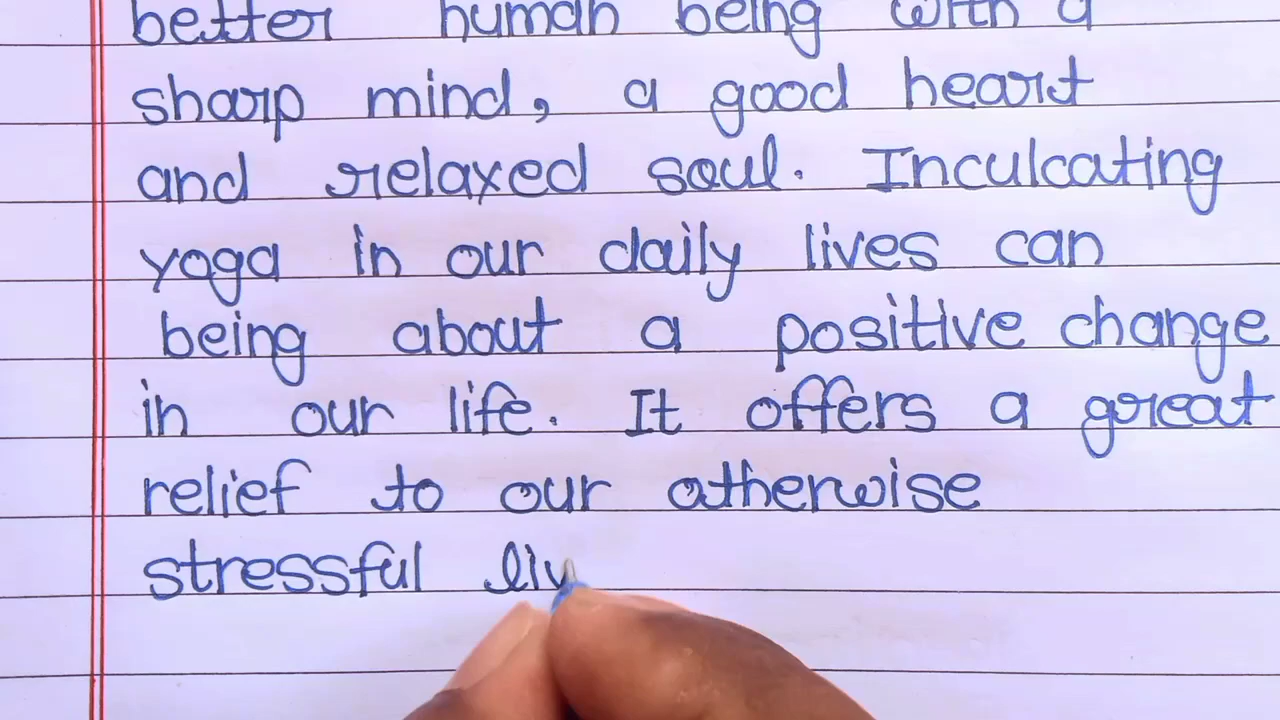 better human being with a
sharp mind, a good heart
and relaxed soul. Inculcating
yoga in our daily lives can
being about a positive change
in our life. It offers a great
relief to our otherwise
stressful liv